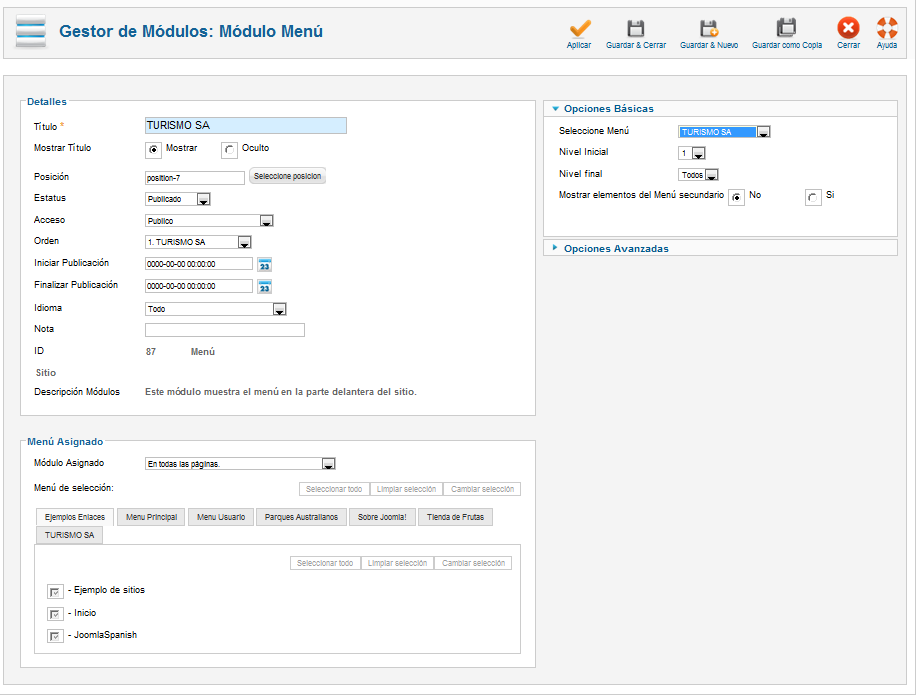 Gestor de Módulos: Módulo Menú
Aplicar
Guardar & Cerrar
Guardar & Nuevo
Guardar como Copia
Cerrar
Ayuda
Detalles
Título *
TURISMO SA
Mostrar Título
Mostrar
Oculto
Posición
position-7
Seleccione posicion
Estatus
Publicado
Acceso
Publico
Orden
1. TURISMO SA
Iniciar Publicación
0000-00-00 00:00:00
23
Finalizar Publicación
0000-00-00 00:00:00
23
Idioma
Todo
Nota
ID
87
Menú
Sitio
Descripción Módulos
Este módulo muestra el menú en la parte delantera del sitio.
Opciones Básicas
Seleccione Menú
TURISMO SA
Nivel Inicial
1
Nivel final
Todos
Mostrar elementos del Menú secundario
No
Si
Opciones Avanzadas
Menú Asignado
Módulo Asignado
En todas las páginas.
Menú de selección:
Seleccionar todo
Limpiar selección
Cambiar selección
Ejemplos Enlaces
Menu Principal
Menu Usuario
Parques Australianos
Sobre Joomla!
Tienda de Frutas
TURISMO SA
Seleccionar todo
Limpiar selección
Cambiar selección
- Ejemplo de sitios
- Inicio
- JoomlaSpanish